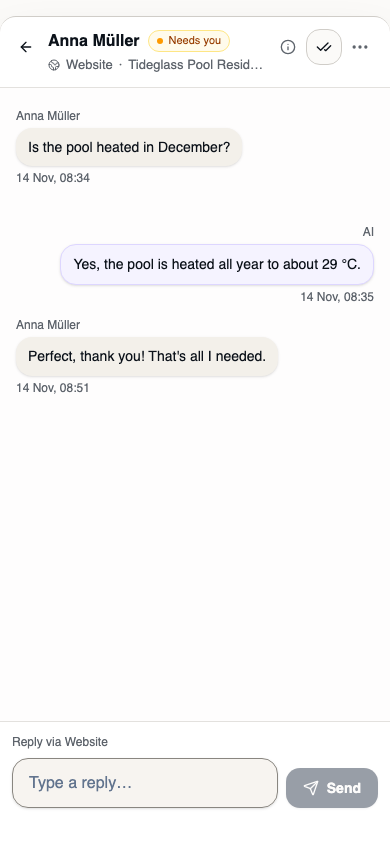 Anna Müller
Needs you
Website · Tideglass Pool Resid…
Anna Müller
Is the pool heated in December?
14 Nov, 08:34
AI
Yes, the pool is heated all year to about 29 °C.
14 Nov, 08:35
Anna Müller
Perfect, thank you! That's all I needed.
14 Nov, 08:51
Reply via Website
Type a reply…
Send